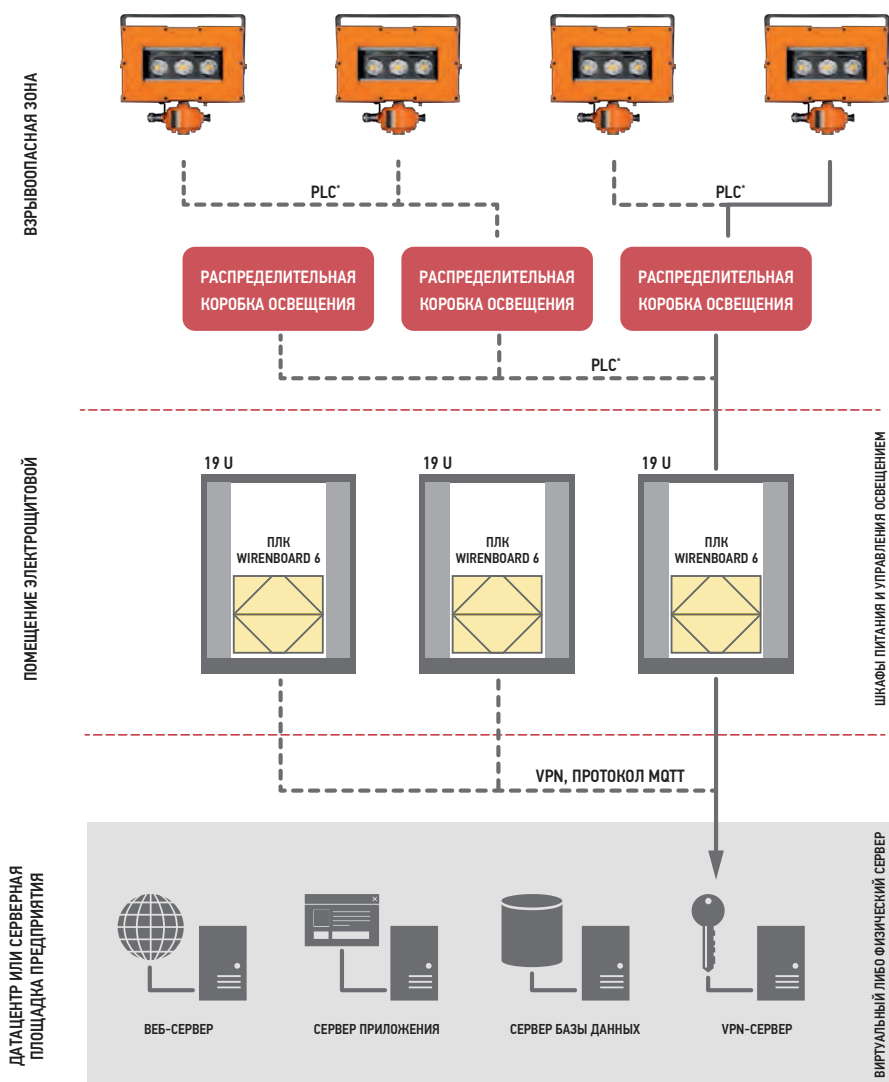 ВЗРЫВООПАСНАЯ ЗОНА
PLC*
PLC*
РАСПРЕДЕЛИТЕЛЬНАЯ
КОРОБКА ОСВЕЩЕНИЯ
РАСПРЕДЕЛИТЕЛЬНАЯ
КОРОБКА ОСВЕЩЕНИЯ
РАСПРЕДЕЛИТЕЛЬНАЯ
КОРОБКА ОСВЕЩЕНИЯ
PLC*
ПОМЕЩЕНИЕ ЭЛЕКТРОЩИТОВОЙ
19 U
19 U
19 U
ПЛК
WIRENBOARD 6
ПЛК
WIRENBOARD 6
ПЛК
WIRENBOARD 6
ШКАФЫ ПИТАНИЯ И УПРАВЛЕНИЯ ОСВЕЩЕНИЕМ
VPN, ПРОТОКОЛ MQTT
ДАТАЦЕНТР ИЛИ СЕРВЕРНАЯ
ПЛОЩАДКА ПРЕДПРИЯТИЯ
ВЕБ-СЕРВЕР
СЕРВЕР ПРИЛОЖЕНИЯ
СЕРВЕР БАЗЫ ДАННЫХ
VPN-СЕРВЕР
ВИРТУАЛЬНЫЙ ЛИБО ФИЗИЧЕСКИЙ СЕРВЕР